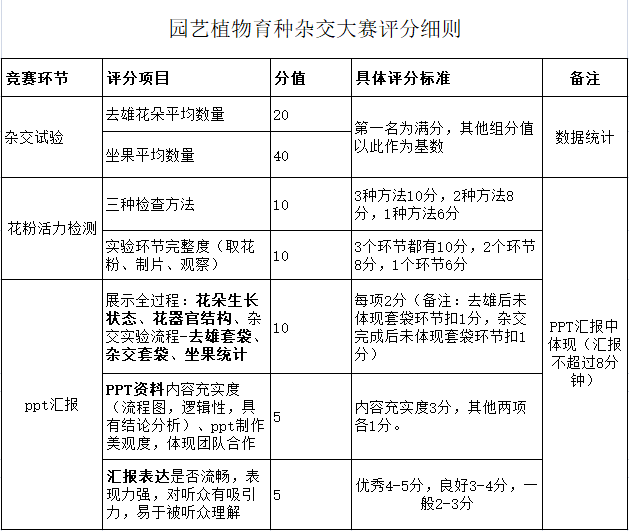 园艺植物育种杂交大赛评分细则
竞赛环节
评分项目
分值
具体评分标准
备注
杂交试验
去雄花朵平均数量
20
第一名为满分，其他组分值
以此作为基数
数据统计
坐果平均数量
40
花粉活力检测
三种检查方法
10
3种方法10分，2种方法8
分，1种方法6分
PPT汇报中
体现（汇报
不超过8分
钟）
实验环节完整度（取花
粉、制片、观察）
10
3个环节都有10分，2个环节
8分，1个环节6分
ppt汇报
展示全过程：花朵生长
状态、花器官结构、杂
交实验流程-去雄套袋、
杂交套袋、坐果统计
10
每项2分（备注：去雄后未
体现套袋环节扣1分，杂交
完成后未体现套袋环节扣1
分）
PPT资料内容充实度
（流程图，逻辑性，具
有结论分析）、ppt制作
美观度，体现团队合作
5
内容充实度3分，其他两项
各1分。
汇报表达是否流畅，表
现力强，对听众有吸引
力，易于被听众理解
5
优秀4-5分，良好3-4分，一
般2-3分